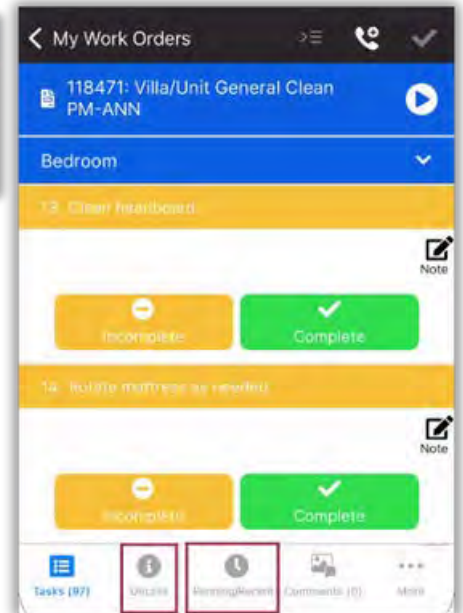 My Work Orders
118471: Villa/Unit General Clean
PM-ANN
Bedroom
13. Clean headboard
Note
Incomplete
Complete
14. Rotate mattress as needed
Note
Incomplete
Complete
Tasks (97)
Comments (0)
More